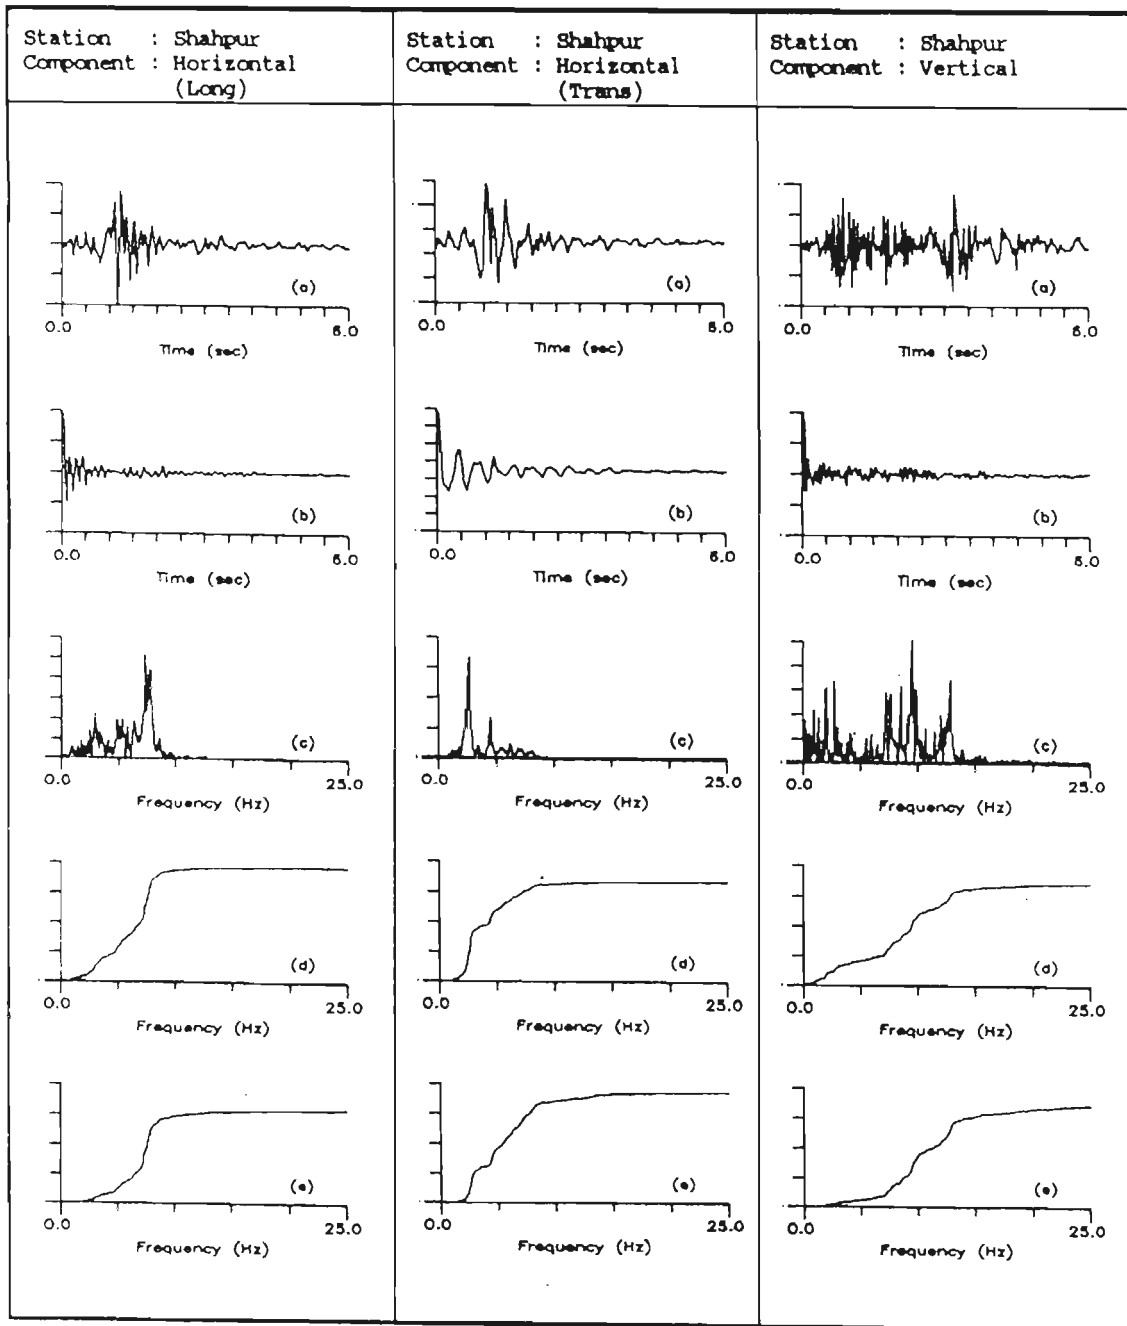 Station : Shahpur
Component : Horizontal
(Long)
Station : Shahpur
Component : Horizontal
(Trans)
Station : Shahpur
Component : Vertical
(a)
0.0 6.0
Time (sec)
(a)
0.0 6.0
Time (sec)
(a)
0.0 6.0
Time (sec)
(b)
0.0 6.0
Time (sec)
(b)
0.0 6.0
Time (sec)
(b)
0.0 6.0
Time (sec)
(c)
0.0 25.0
Frequency (Hz)
(c)
0.0 25.0
Frequency (Hz)
(c)
0.0 25.0
Frequency (Hz)
(d)
0.0 25.0
Frequency (Hz)
(d)
0.0 25.0
Frequency (Hz)
(d)
0.0 25.0
Frequency (Hz)
(e)
0.0 25.0
Frequency (Hz)
(e)
0.0 25.0
Frequency (Hz)
(e)
0.0 25.0
Frequency (Hz)